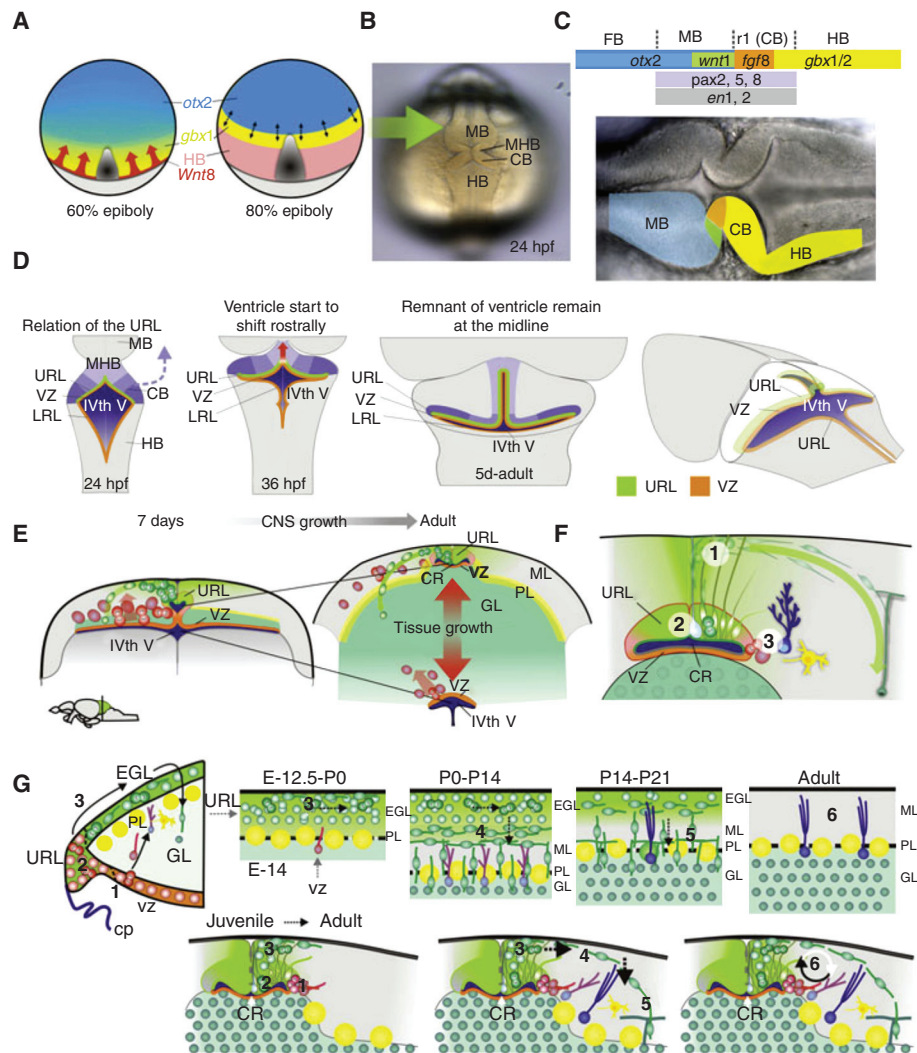 A
otx2
gbx1
HB
Wnt8
60% epiboly
80% epiboly
B
MB
MHB
CB
HB
24 hpf
C
FB
MB
r1 (CB)
HB
otx2
wnt1
fgf8
gbx1/2
pax2, 5, 8
en1, 2
MB
CB
HB
D
Relation of the URL
MB
MHB
URL
VZ
CB
IVth V
LRL
HB
24 hpf
Ventricle start to
shift rostrally
URL
VZ
IVth V
LRL
36 hpf
Remnant of ventricle remain
at the midline
URL
VZ
LRL
IVth V
5d-adult
URL
IVth V
VZ
URL
URL
VZ
E
7 days
CNS growth
Adult
URL
VZ
IVth V
URL
CR
VZ
ML
PL
GL
Tissue growth
VZ
IVth V
F
1
URL
2
3
VZ
CR
G
EGL
3
PL
GL
URL
2
1
vz
cp
URL
E-12.5-P0
3
EGL
PL
E-14
vz
P0-P14
4
EGL
ML
PL
GL
P14-P21
5
EGL
ML
PL
GL
Adult
6
ML
PL
GL
Juvenile
Adult
3
2
1
CR
3
4
5
CR
6
CR